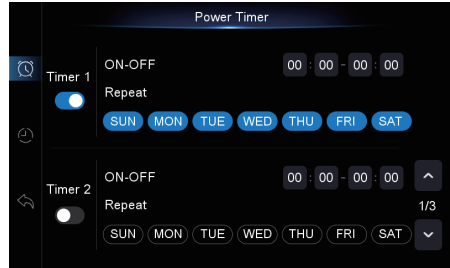 Power Timer
Timer 1
ON-OFF 00 : 00 - 00 : 00
Repeat
SUN MON TUE WED THU FRI SAT
Timer 2
ON-OFF 00 : 00 - 00 : 00
Repeat
1/3
SUN MON TUE WED THU FRI SAT